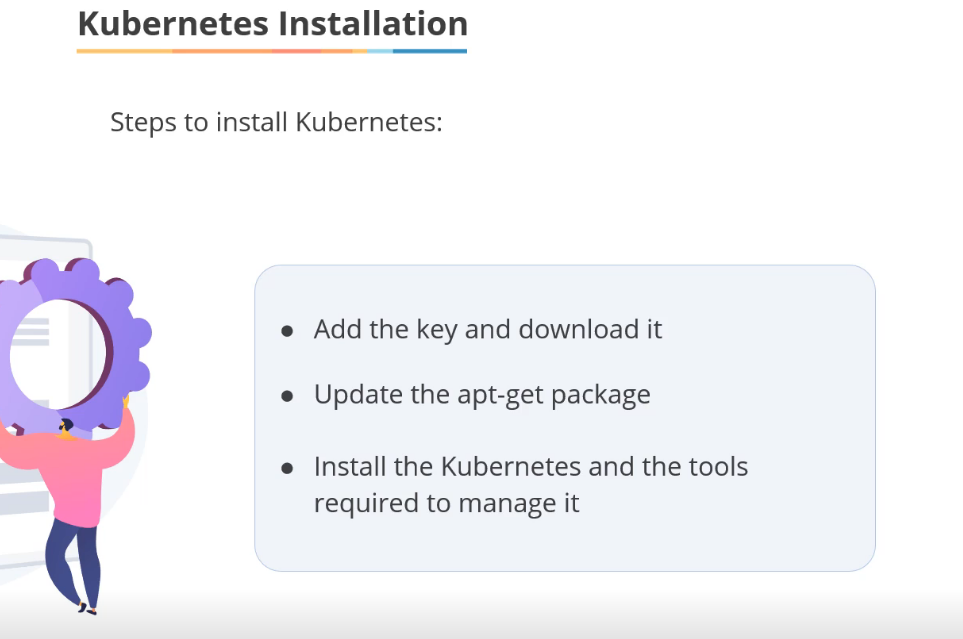 Kubernetes Installation
Steps to install Kubernetes:
● Add the key and download it
● Update the apt-get package
● Install the Kubernetes and the tools
required to manage it